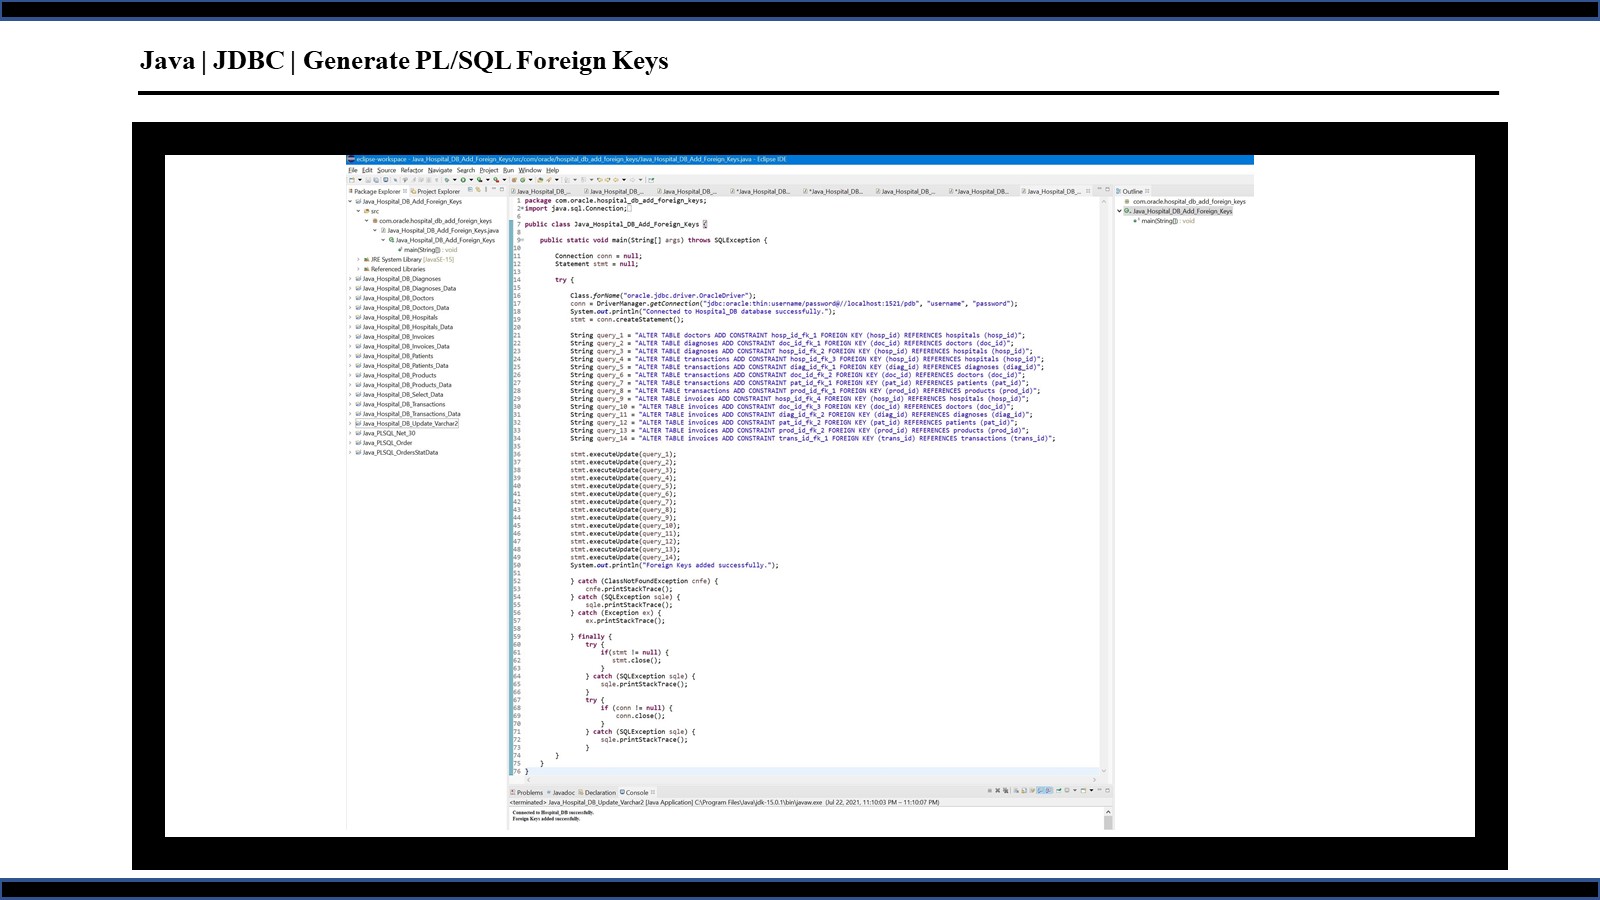 Java | JDBC | Generate PL/SQL Foreign Keys
eclipse-workspace - Java_Hospital_DB_Add_Foreign_Keys/src/com/oracle/hospital_db_add_foreign_keys/Java_Hospital_DB_Add_Foreign_Keys.java - Eclipse IDE
File Edit Source Refactor Navigate Search Project Run Window Help
Package Explorer Project Explorer
Java_Hospital_DB_Add_Foreign_Keys
src
com.oracle.hospital_db_add_foreign_keys
Java_Hospital_DB_Add_Foreign_Keys.java
Java_Hospital_DB_Add_Foreign_Keys
main(String[]) : void
JRE System Library [JavaSE-15]
Referenced Libraries
Java_Hospital_DB_Diagnoses
Java_Hospital_DB_Diagnoses_Data
Java_Hospital_DB_Doctors
Java_Hospital_DB_Doctors_Data
Java_Hospital_DB_Hospitals
Java_Hospital_DB_Hospitals_Data
Java_Hospital_DB_Invoices
Java_Hospital_DB_Invoices_Data
Java_Hospital_DB_Patients
Java_Hospital_DB_Patients_Data
Java_Hospital_DB_Products
Java_Hospital_DB_Products_Data
Java_Hospital_DB_Select_Data
Java_Hospital_DB_Transactions
Java_Hospital_DB_Transactions_Data
Java_Hospital_DB_Update_Varchar2
Java_PLSQL_Net_30
Java_PLSQL_Order
Java_PLSQL_OrdersStatData
Java_Hospital_DB_... Java_Hospital_DB_... Java_Hospital_DB_... *Java_Hospital_DB... *Java_Hospital_DB... Java_Hospital_DB_... *Java_Hospital_DB... Java_Hospital_DB_...
1 package com.oracle.hospital_db_add_foreign_keys;
2 import java.sql.Connection;
6
7 public class Java_Hospital_DB_Add_Foreign_Keys {
8
9 public static void main(String[] args) throws SQLException {
10
11 Connection conn = null;
12 Statement stmt = null;
13
14 try {
15
16 Class.forName("oracle.jdbc.driver.OracleDriver");
17 conn = DriverManager.getConnection("jdbc:oracle:thin:username/password@//localhost:1521/pdb", "username", "password");
18 System.out.println("Connected to Hospital_DB database successfully.");
19 stmt = conn.createStatement();
20
21 String query_1 = "ALTER TABLE doctors ADD CONSTRAINT hosp_id_fk_1 FOREIGN KEY (hosp_id) REFERENCES hospitals (hosp_id)";
22 String query_2 = "ALTER TABLE diagnoses ADD CONSTRAINT doc_id_fk_1 FOREIGN KEY (doc_id) REFERENCES doctors (doc_id)";
23 String query_3 = "ALTER TABLE diagnoses ADD CONSTRAINT hosp_id_fk_2 FOREIGN KEY (hosp_id) REFERENCES hospitals (hosp_id)";
24 String query_4 = "ALTER TABLE transactions ADD CONSTRAINT hosp_id_fk_3 FOREIGN KEY (hosp_id) REFERENCES hospitals (hosp_id)";
25 String query_5 = "ALTER TABLE transactions ADD CONSTRAINT diag_id_fk_1 FOREIGN KEY (diag_id) REFERENCES diagnoses (diag_id)";
26 String query_6 = "ALTER TABLE transactions ADD CONSTRAINT doc_id_fk_2 FOREIGN KEY (doc_id) REFERENCES doctors (doc_id)";
27 String query_7 = "ALTER TABLE transactions ADD CONSTRAINT pat_id_fk_1 FOREIGN KEY (pat_id) REFERENCES patients (pat_id)";
28 String query_8 = "ALTER TABLE transactions ADD CONSTRAINT prod_id_fk_1 FOREIGN KEY (prod_id) REFERENCES products (prod_id)";
29 String query_9 = "ALTER TABLE invoices ADD CONSTRAINT hosp_id_fk_4 FOREIGN KEY (hosp_id) REFERENCES hospitals (hosp_id)";
30 String query_10 = "ALTER TABLE invoices ADD CONSTRAINT doc_id_fk_3 FOREIGN KEY (doc_id) REFERENCES doctors (doc_id)";
31 String query_11 = "ALTER TABLE invoices ADD CONSTRAINT diag_id_fk_2 FOREIGN KEY (diag_id) REFERENCES diagnoses (diag_id)";
32 String query_12 = "ALTER TABLE invoices ADD CONSTRAINT pat_id_fk_2 FOREIGN KEY (pat_id) REFERENCES patients (pat_id)";
33 String query_13 = "ALTER TABLE invoices ADD CONSTRAINT prod_id_fk_2 FOREIGN KEY (prod_id) REFERENCES products (prod_id)";
34 String query_14 = "ALTER TABLE invoices ADD CONSTRAINT trans_id_fk_1 FOREIGN KEY (trans_id) REFERENCES transactions (trans_id)";
35
36 stmt.executeUpdate(query_1);
37 stmt.executeUpdate(query_2);
38 stmt.executeUpdate(query_3);
39 stmt.executeUpdate(query_4);
40 stmt.executeUpdate(query_5);
41 stmt.executeUpdate(query_6);
42 stmt.executeUpdate(query_7);
43 stmt.executeUpdate(query_8);
44 stmt.executeUpdate(query_9);
45 stmt.executeUpdate(query_10);
46 stmt.executeUpdate(query_11);
47 stmt.executeUpdate(query_12);
48 stmt.executeUpdate(query_13);
49 stmt.executeUpdate(query_14);
50 System.out.println("Foreign Keys added successfully.");
51
52 } catch (ClassNotFoundException cnfe) {
53 cnfe.printStackTrace();
54 } catch (SQLException sqle) {
55 sqle.printStackTrace();
56 } catch (Exception ex) {
57 ex.printStackTrace();
58
59 } finally {
60 try {
61 if(stmt != null) {
62 stmt.close();
63 }
64 } catch (SQLException sqle) {
65 sqle.printStackTrace();
66 }
67 try {
68 if (conn != null) {
69 conn.close();
70 }
71 } catch (SQLException sqle) {
72 sqle.printStackTrace();
73 }
74 }
75 }
76 }
Outline
com.oracle.hospital_db_add_foreign_keys
Java_Hospital_DB_Add_Foreign_Keys
main(String[]) : void
Problems Javadoc Declaration Console
<terminated> Java_Hospital_DB_Update_Varchar2 [Java Application] C:\Program Files\Java\jdk-15.0.1\bin\javaw.exe (Jul 22, 2021, 11:10:03 PM – 11:10:07 PM)
Connected to Hospital_DB successfully.
Foreign Keys added successfully.